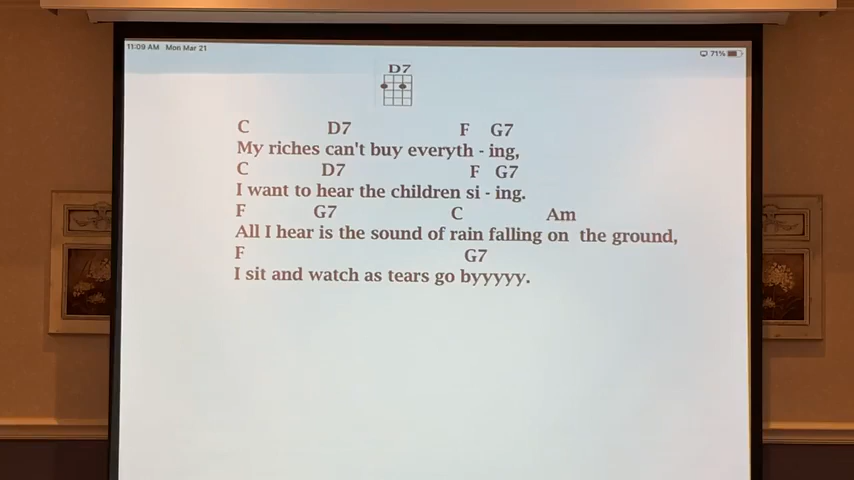 11:09 AM Mon Mar 21
71%
D7
C D7 F G7
My riches can't buy everyth - ing,
C D7 F G7
I want to hear the children si - ing.
F G7 C Am
All I hear is the sound of rain falling on the ground,
F G7
I sit and watch as tears go byyyyy.